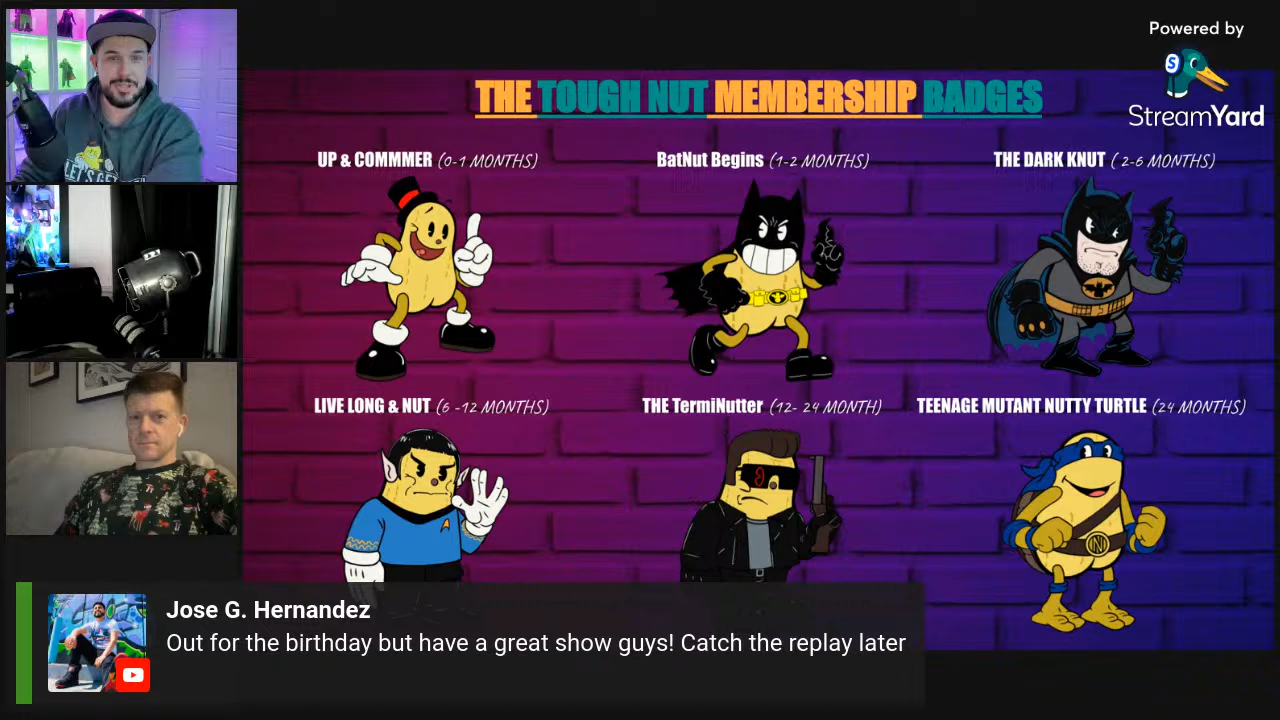 Powered by
S
StreamYard
THE TOUGH NUT MEMBERSHIP BADGES
UP & COMMMER (0-1 MONTHS)
BatNut Begins (1-2 MONTHS)
THE DARK KNUT ( 2-6 MONTHS)
LIVE LONG & NUT (6 -12 MONTHS)
THE TermiNutter (12- 24 MONTH)
TEENAGE MUTANT NUTTY TURTLE (24 MONTHS)
N
LET'S GET
Jose G. Hernandez
Out for the birthday but have a great show guys! Catch the replay later